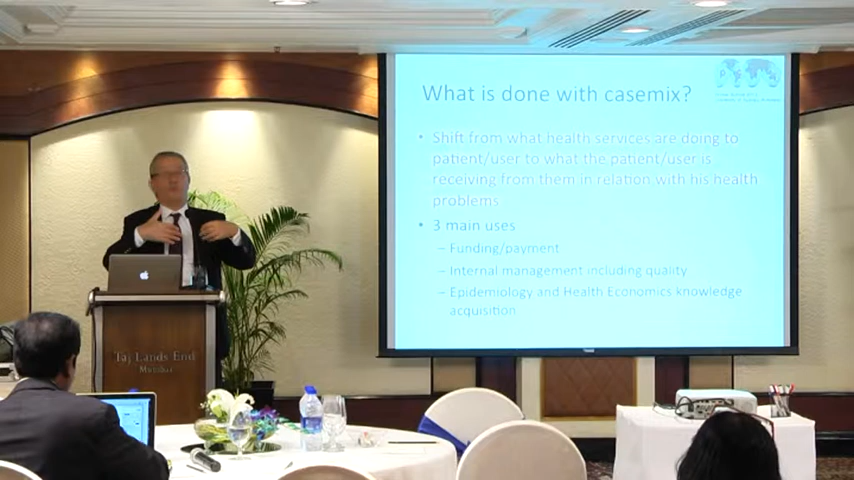 What is done with casemix?
• Shift from what health services are doing to
patient/user to what the patient/user is
receiving from them in relation with his health
problems.
• 3 main uses
– Funding/payment
– Internal management including quality
– Epidemiology and Health Economics knowledge
acquisition
Taj Lands End
Mumbai